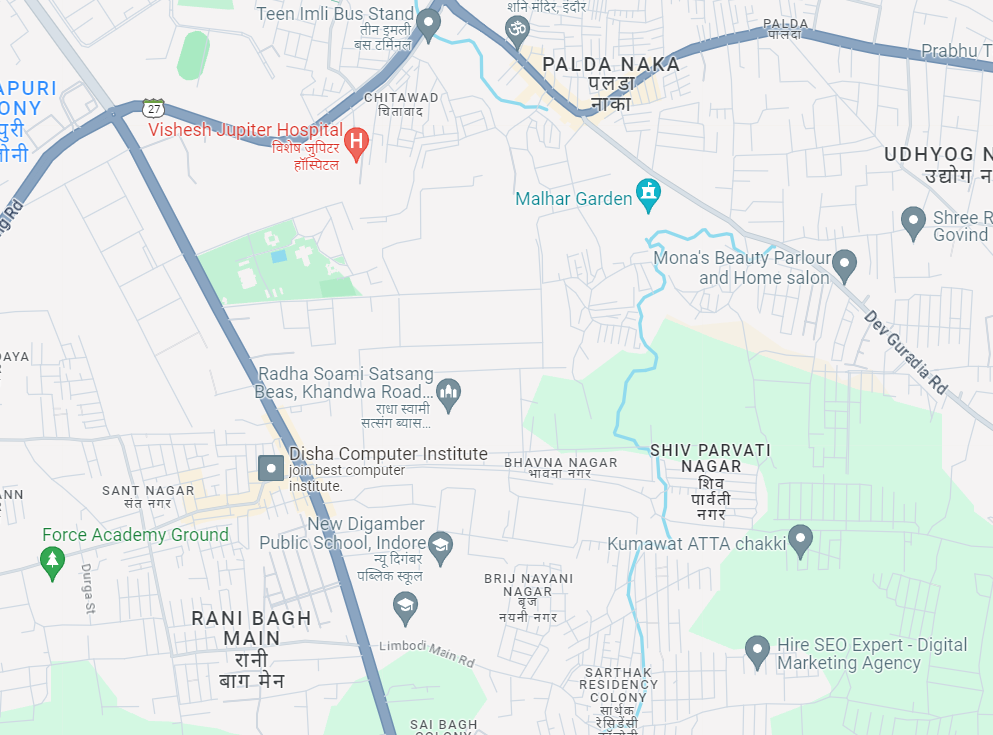 Teen Imli Bus Stand
तीन इमली
बस टर्मिनल
शनि मंदिर, इंदौर
PALDA
पालदा
Prabhu T
PALDA NAKA
पलडा
नाका
APURI
ONY
पुरी
ोनी
27
CHITAWAD
चितावाद
Vishesh Jupiter Hospital
विशेष जुपिटर
हॉस्पिटल
H
UDHYOG N
उद्योग न
Malhar Garden
Shree R
Govind
ng Rd
Mona's Beauty Parlour
and Home salon
Dev Guradia Rd
DAYA
Radha Soami Satsang
Beas, Khandwa Road...
राधा स्वामी
सत्संग ब्यास...
Disha Computer Institute
join best computer
institute.
BHAVNA NAGAR
भावना नगर
SHIV PARVATI
NAGAR
शिव
पार्वती
नगर
ANN
SANT NAGAR
संत नगर
Force Academy Ground
New Digamber
Public School, Indore
न्यू दिगंबर
पब्लिक स्कूल
Kumawat ATTA chakki
Durga St
BRIJ NAYANI
NAGAR
बृज
नयनी नगर
RANI BAGH
MAIN
रानी
बाग मेन
Limbodi Main Rd
Hire SEO Expert - Digital
Marketing Agency
SARTHAK
RESIDENCY
COLONY
सार्थक
रेसिडेंसी
कॉलोनी
SAI BAGH
COLONY